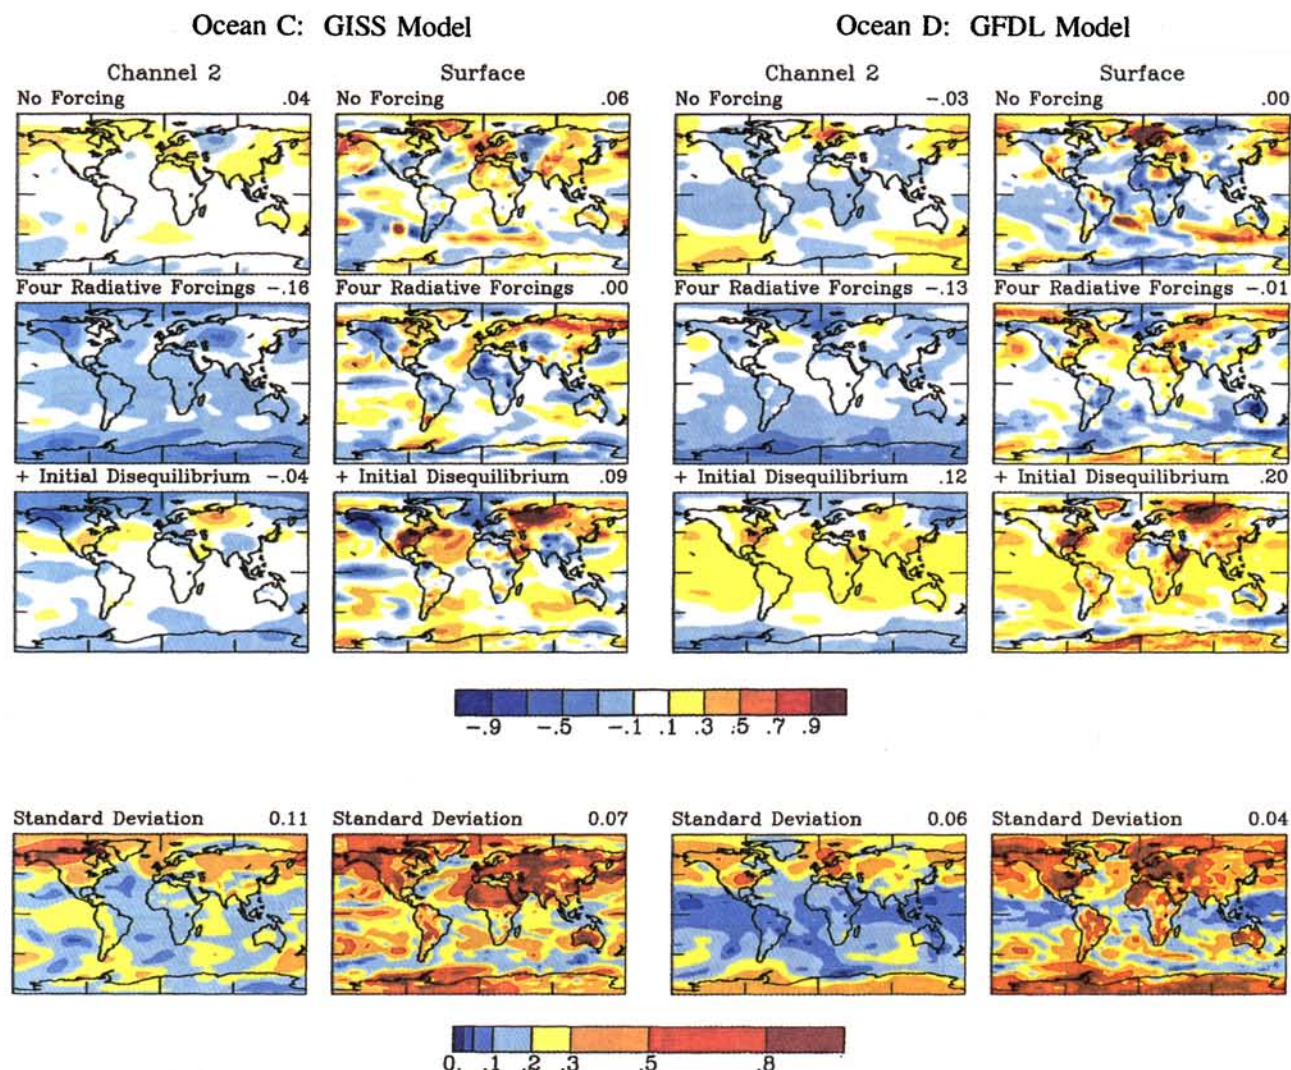 Ocean C: GISS Model Ocean D: GFDL Model
Channel 2 Surface Channel 2 Surface
No Forcing .04 No Forcing .06 No Forcing -.03 No Forcing .00
Four Radiative Forcings -.16 Four Radiative Forcings .00 Four Radiative Forcings -.13 Four Radiative Forcings -.01
+ Initial Disequilibrium -.04 + Initial Disequilibrium .09 + Initial Disequilibrium .12 + Initial Disequilibrium .20
-.9 -.5 -.1 .1 .3 .5 .7 .9
Standard Deviation 0.11 Standard Deviation 0.07 Standard Deviation 0.06 Standard Deviation 0.04
0. .1 .2 .3 .5 .8